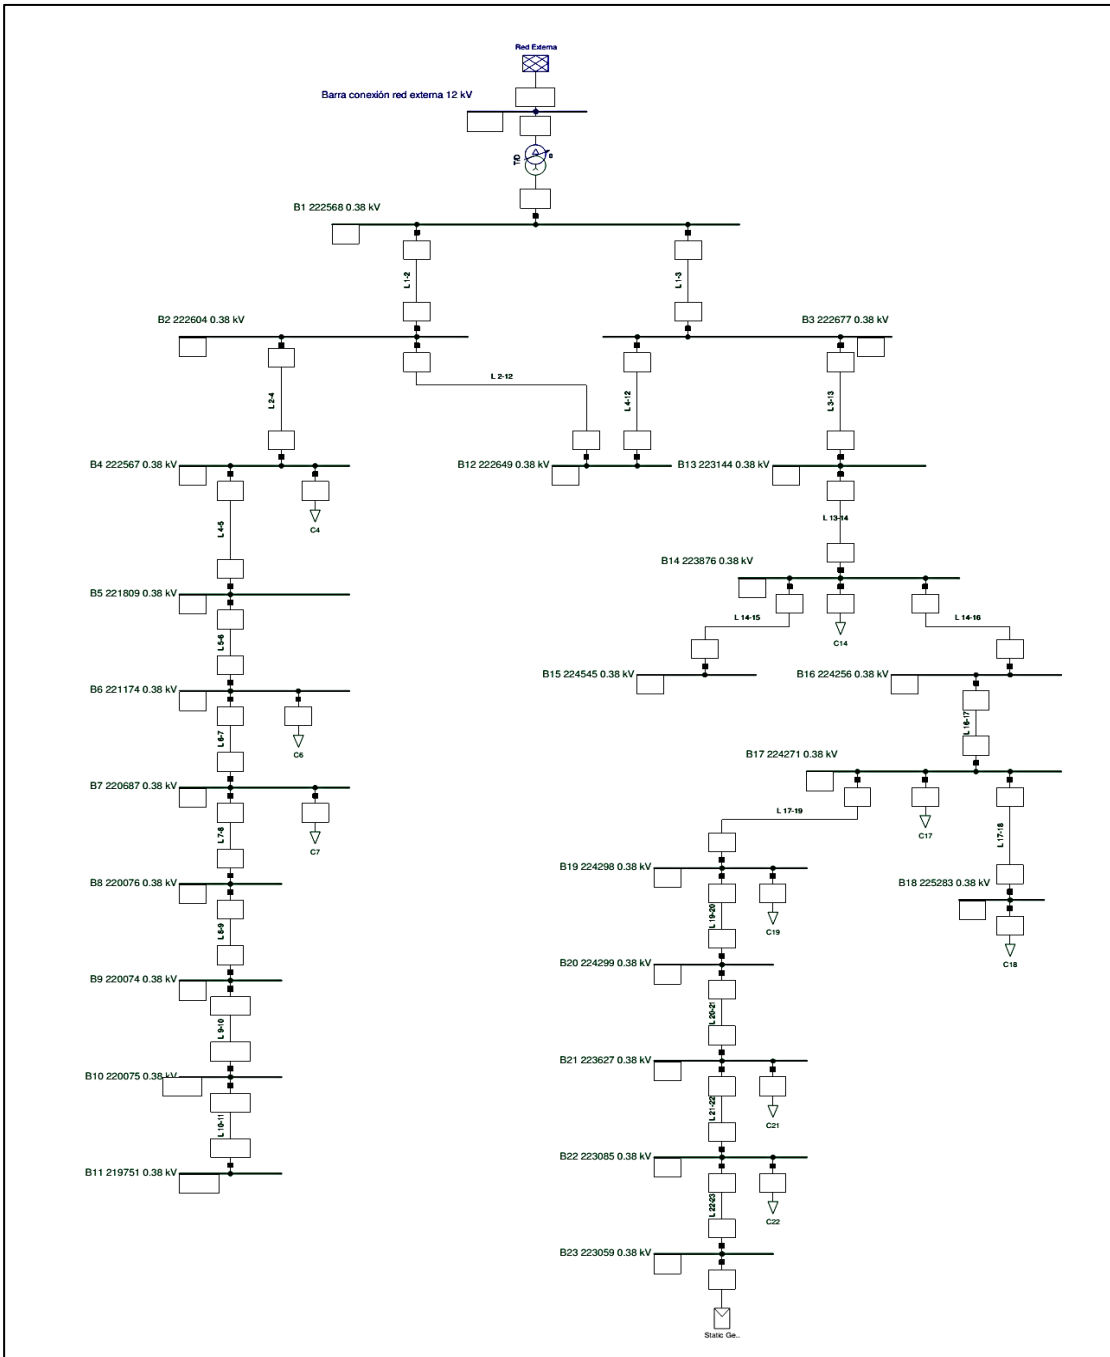 Red Externa
Barra conexión red externa 12 kV
T/D
B1 222568 0.38 kV
L 1-2
L 1-3
B2 222604 0.38 kV
B3 222677 0.38 kV
L 2-12
L 2-4
L 4-12
L 3-13
B4 222567 0.38 kV
B12 222649 0.38 kV
B13 223144 0.38 kV
L 4-5
C4
L 13-14
B14 223876 0.38 kV
B5 221809 0.38 kV
L 14-15
C14
L 14-16
L 5-6
B15 224545 0.38 kV
B16 224256 0.38 kV
B6 221174 0.38 kV
L 6-7
C6
L 16-17
B17 224271 0.38 kV
B7 220687 0.38 kV
L 17-19
C17
L 17-18
L 7-8
C7
B19 224298 0.38 kV
B8 220076 0.38 kV
B18 225283 0.38 kV
L 8-9
L 19-20
C19
C18
B20 224299 0.38 kV
B9 220074 0.38 kV
L 9-10
L 20-21
B21 223627 0.38 kV
B10 220075 0.38 kV
L 10-11
L 21-22
C21
B22 223085 0.38 kV
B11 219751 0.38 kV
L 22-23
C22
B23 223059 0.38 kV
Static Ge..